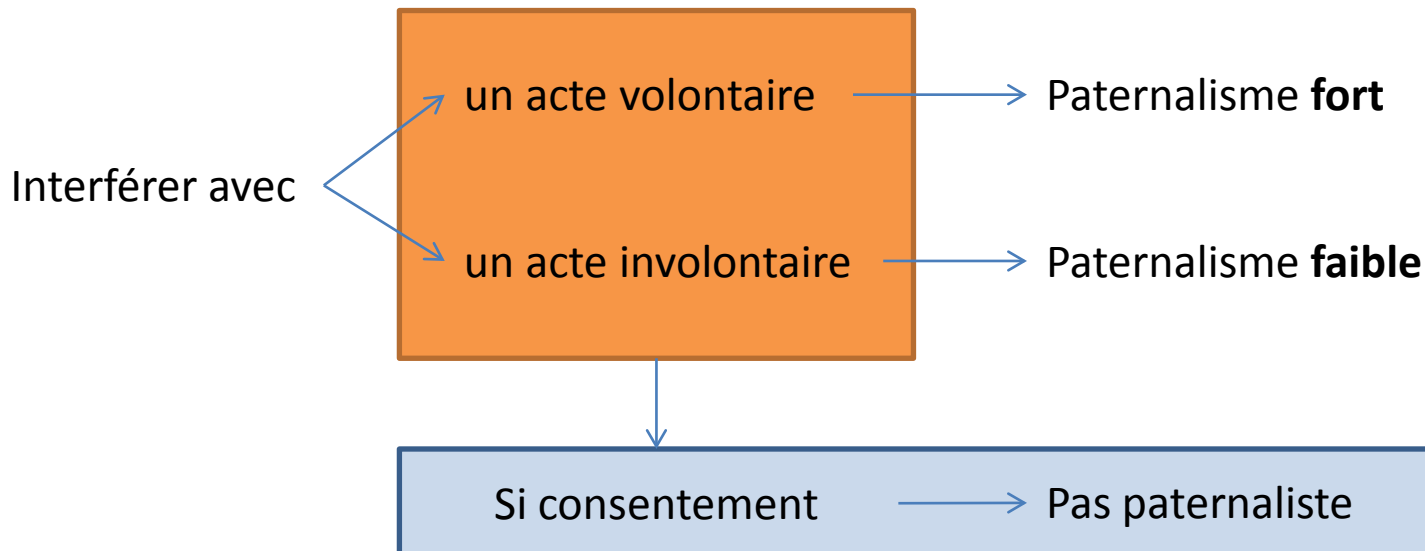 un acte volontaire
Paternalisme fort
Interférer avec
un acte involontaire
Paternalisme faible
Si consentement
Pas paternaliste